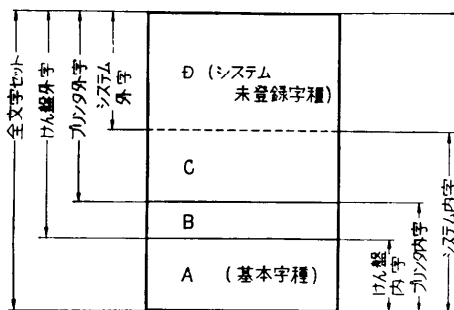 全文字セット
けん盤外字
プリンタ外字
システム
外字
D (システム
未登録字種)
C
B
A (基本字種)
けん盤
内字
プリンタ内字
システム内字